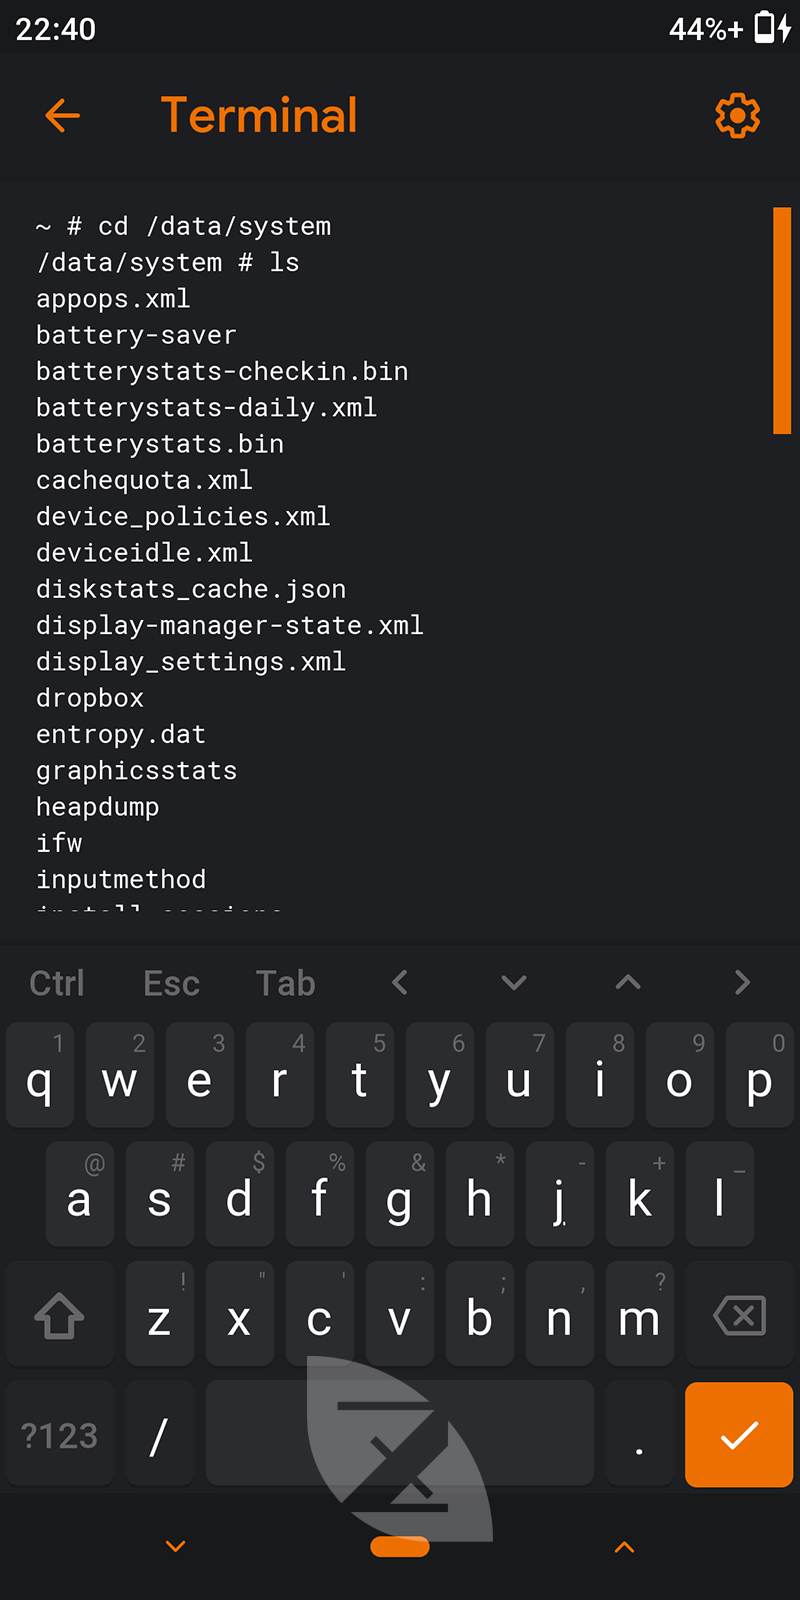 22:40 44%+
Terminal
~ # cd /data/system
/data/system # ls
appops.xml
battery-saver
batterystats-checkin.bin
batterystats-daily.xml
batterystats.bin
cachequota.xml
device_policies.xml
deviceidle.xml
diskstats_cache.json
display-manager-state.xml
display_settings.xml
dropbox
entropy.dat
graphicsstats
heapdump
ifw
inputmethod
Ctrl Esc Tab
1 2 3 4 5 6 7 8 9 0
q w e r t y u i o p
@ # $ % & * - + _
a s d f g h j k l
! " ' : ; , ?
z x c v b n m
?123 / .